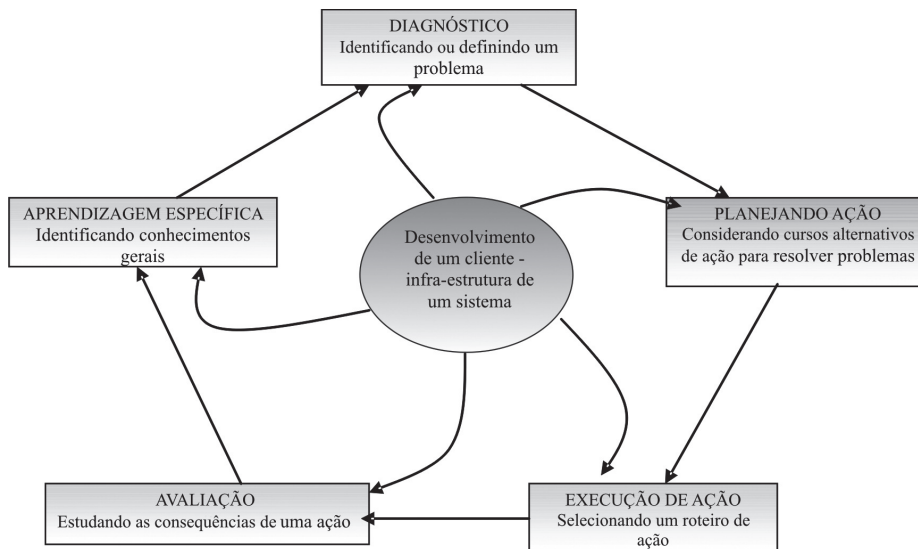 DIAGNÓSTICO
Identificando ou definindo um
problema
APRENDIZAGEM ESPECÍFICA
Identificando conhecimentos
gerais
Desenvolvimento
de um cliente -
infra-estrutura de
um sistema
PLANEJANDO AÇÃO
Considerando cursos alternativos
de ação para resolver problemas
AVALIAÇÃO
Estudando as consequências de uma ação
EXECUÇÃO DE AÇÃO
Selecionando um roteiro de
ação